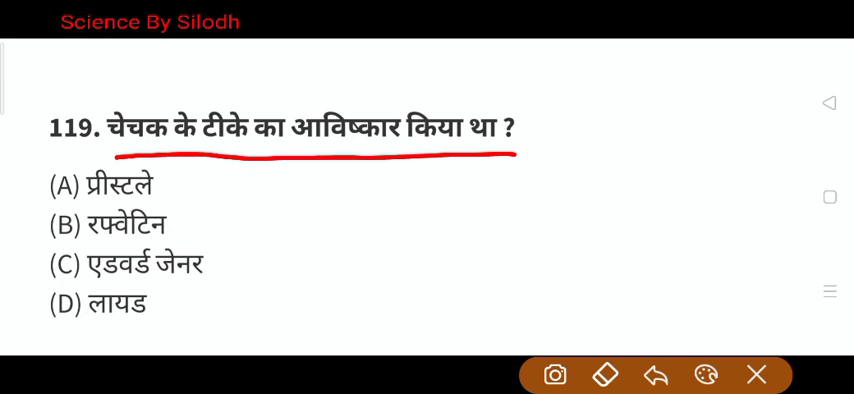 Science By Silodh
119. चेचक के टीके का आविष्कार किया था ?
(A) प्रीस्टले
(B) रफ्वेटिन
(C) एडवर्ड जेनर
(D) लायड